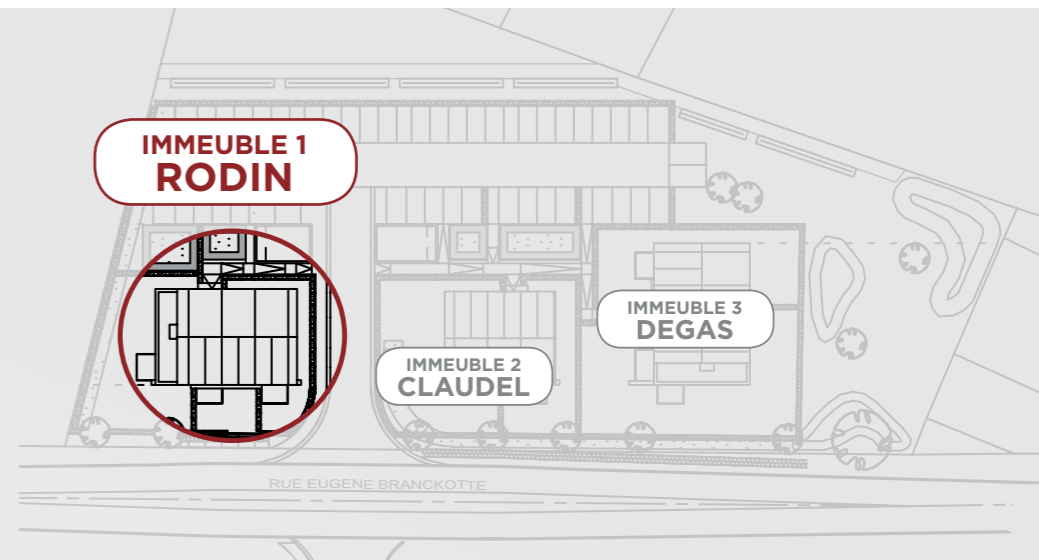 IMMEUBLE 1
RODIN
IMMEUBLE 3
DEGAS
IMMEUBLE 2
CLAUDEL
RUE EUGENE BRANCKOTTE